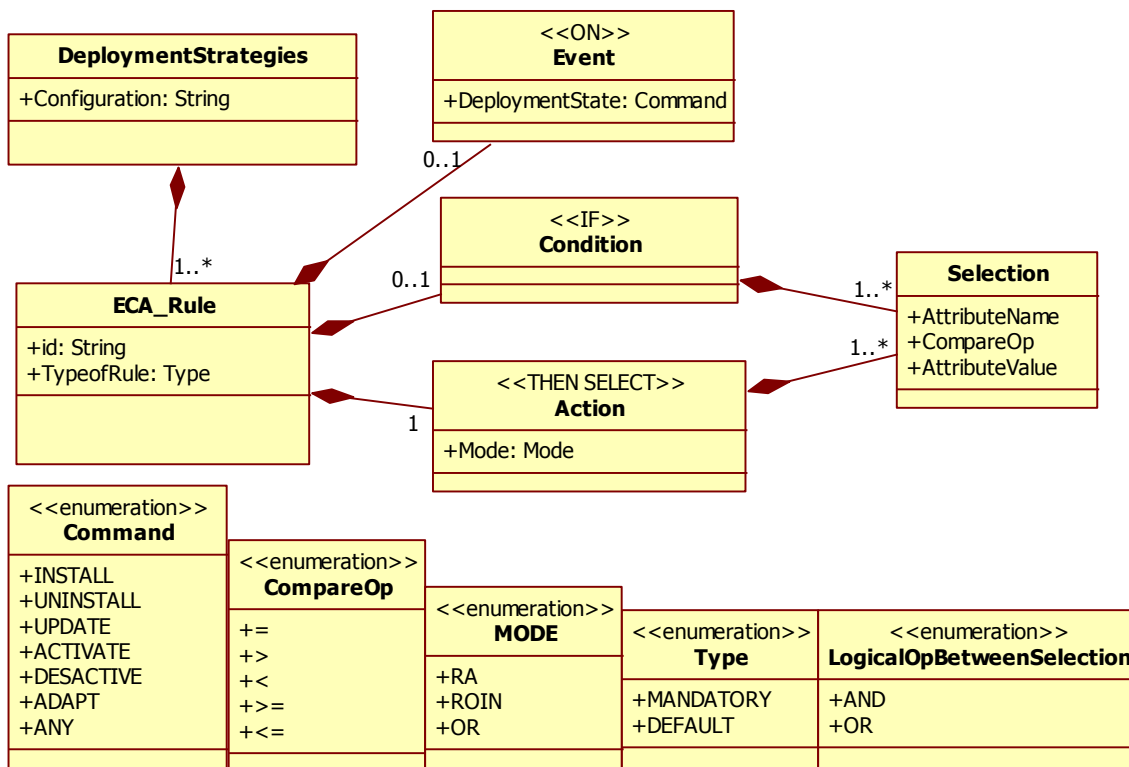 DeploymentStrategies
+Configuration: String
<<ON>>
Event
+DeploymentState: Command
0..1
<<IF>>
Condition
0..1
1..*
ECA_Rule
+id: String
+TypeofRule: Type
Selection
+AttributeName
+CompareOp
+AttributeValue
1..*
1..*
<<THEN SELECT>>
Action
+Mode: Mode
1
<<enumeration>>
Command
+INSTALL
+UNINSTALL
+UPDATE
+ACTIVATE
+DESACTIVE
+ADAPT
+ANY
<<enumeration>>
CompareOp
+=
+>
+<
+>=
+<=
<<enumeration>>
MODE
+RA
+ROIN
+OR
<<enumeration>>
Type
+MANDATORY
+DEFAULT
<<enumeration>>
LogicalOpBetweenSelection
+AND
+OR